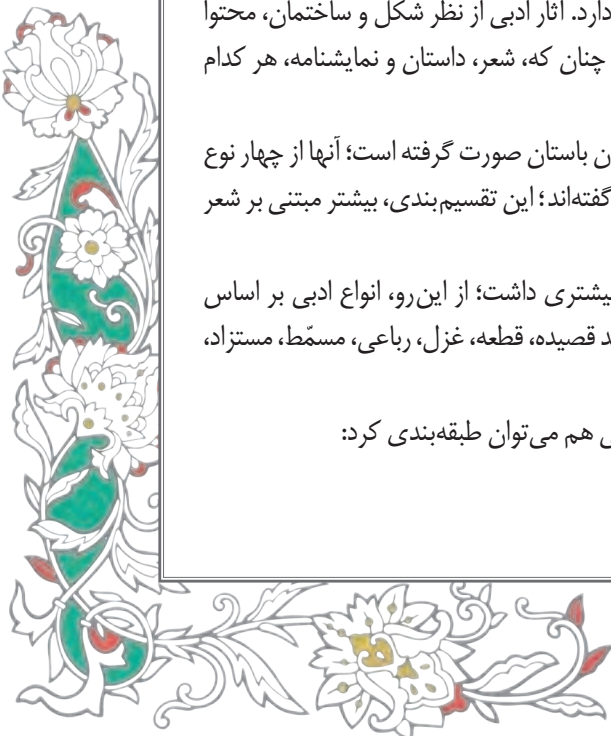 دارد. آثار ادبی از نظر شکل و ساختمان، محتوا
چنان که، شعر، داستان و نمایشنامه، هر کدام
ن باستان صورت گرفته است؛ آنها از چهار نوع
گفته‌اند؛ این تقسیم‌بندی، بیشتر مبتنی بر شعر
بیشتری داشت؛ از این‌رو، انواع ادبی بر اساس
د قصیده، قطعه، غزل، رباعی، مسمّط، مستزاد،
ی هم می‌توان طبقه‌بندی کرد: